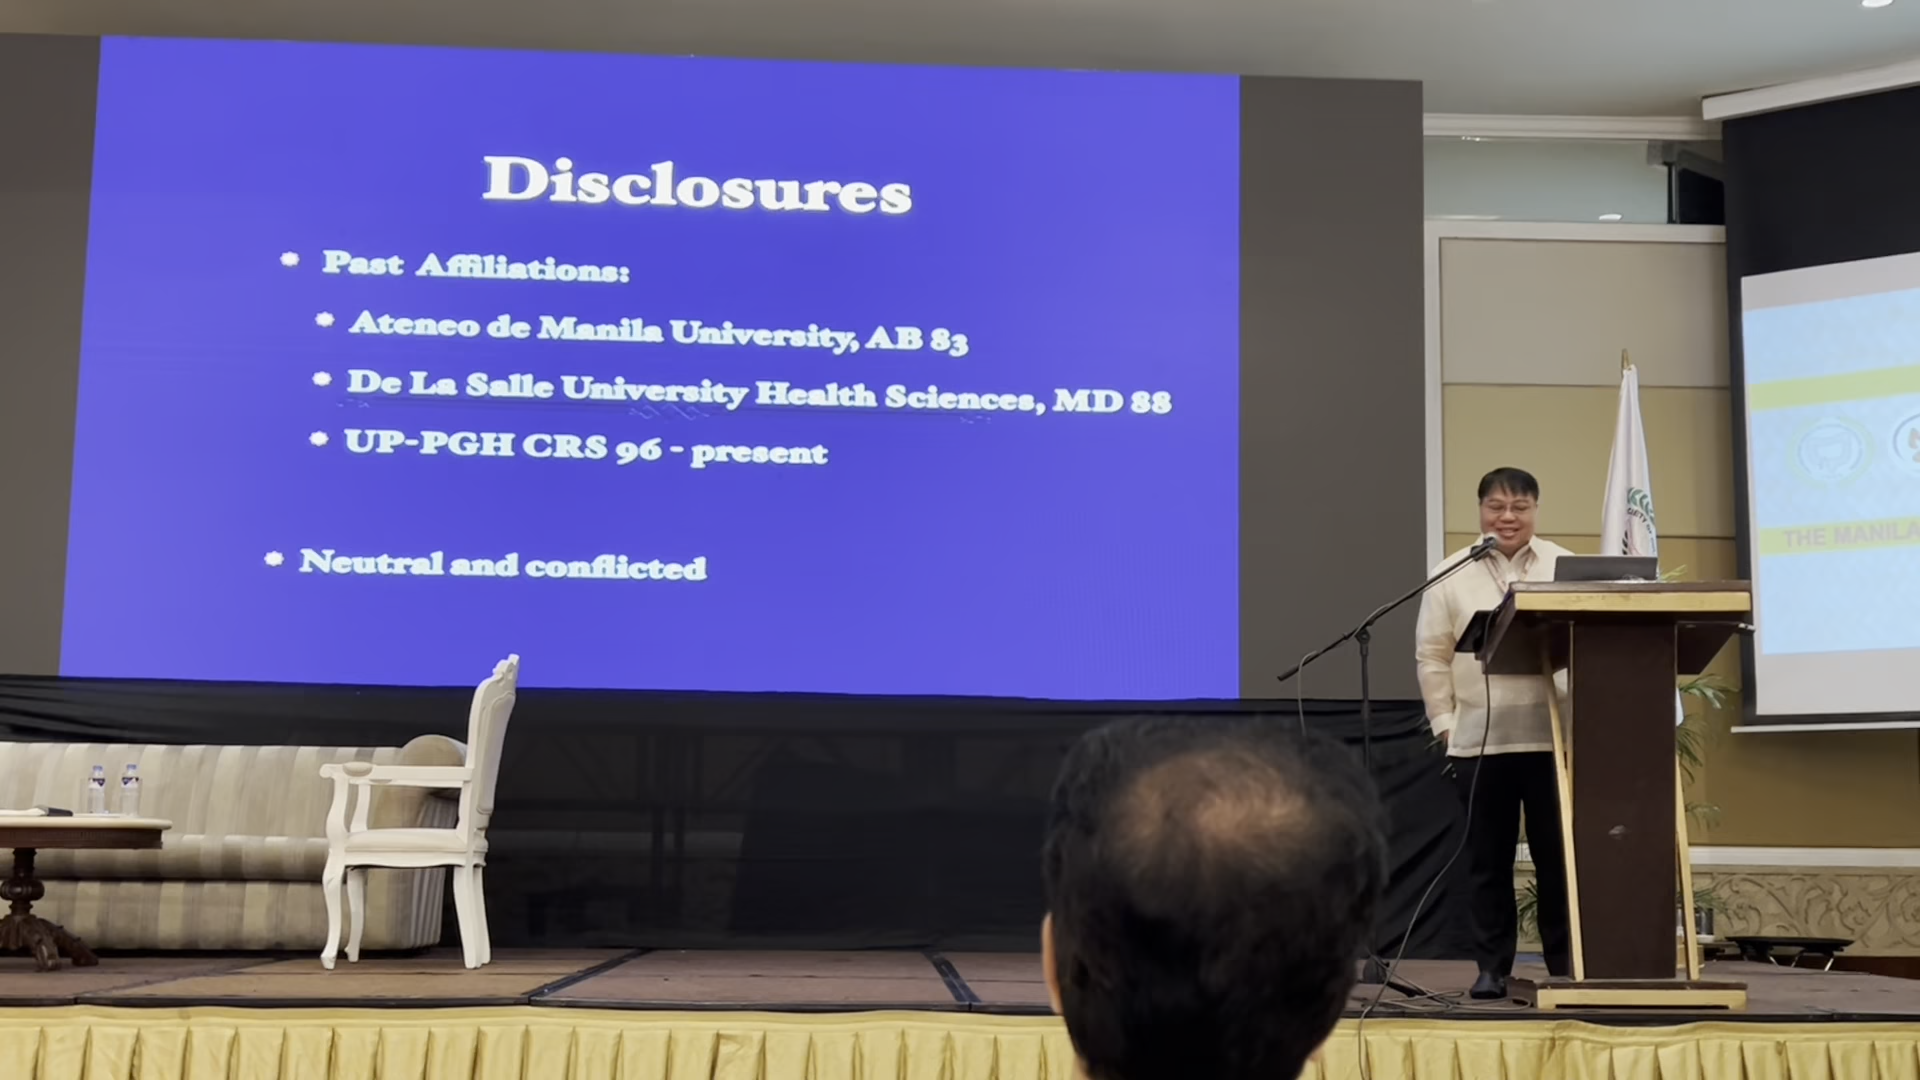 Disclosures
Past Affiliations:
Ateneo de Manila University, AB 83
De La Salle University Health Sciences, MD 88
UP-PGH CRS 96 - present
Neutral and conflicted
THE MANILA